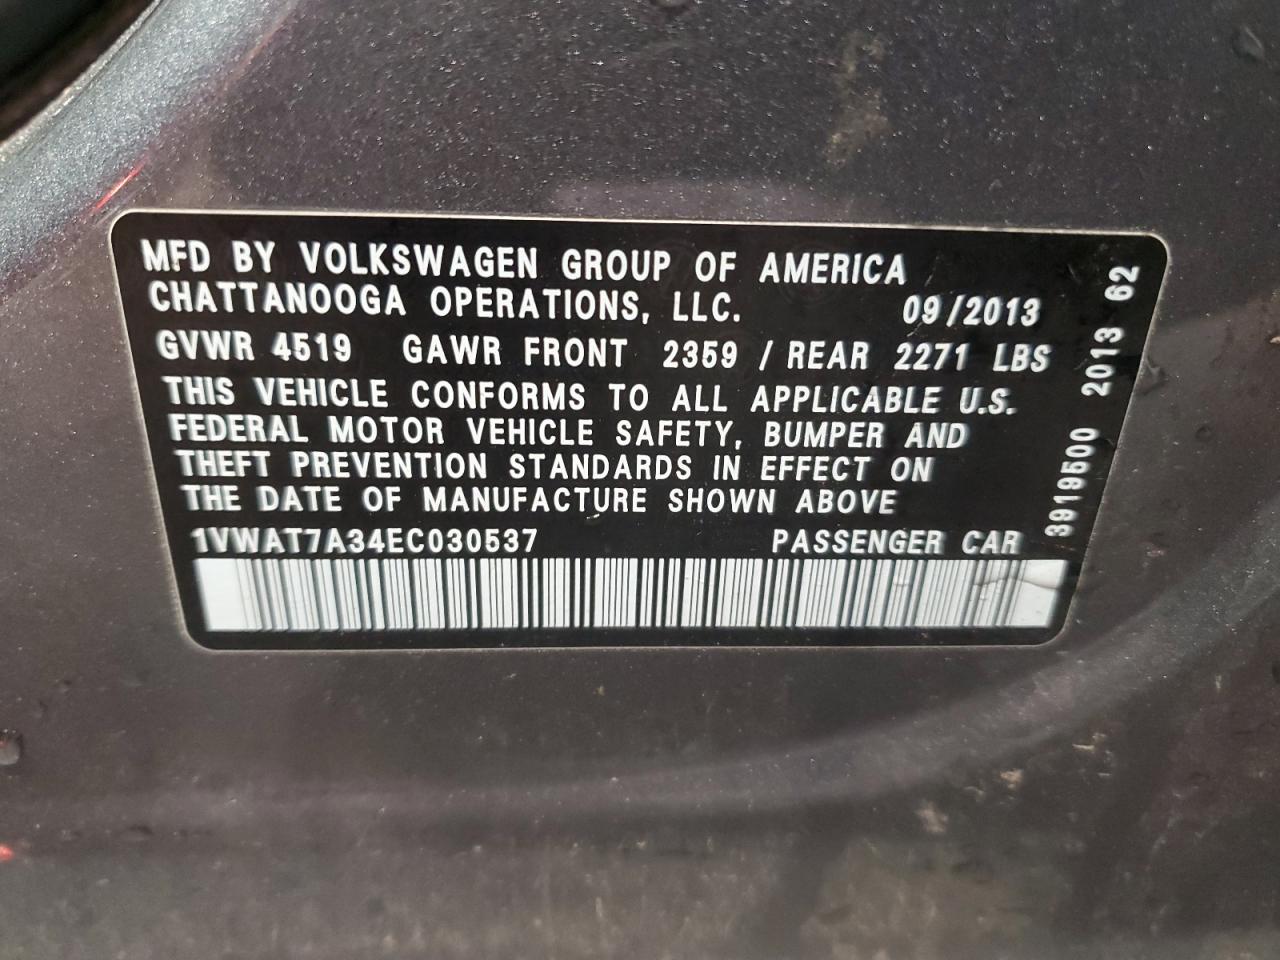 MFD BY VOLKSWAGEN GROUP OF AMERICA
CHATTANOOGA OPERATIONS, LLC. 09/2013
GVWR 4519 GAWR FRONT 2359 / REAR 2271 LBS
THIS VEHICLE CONFORMS TO ALL APPLICABLE U.S.
FEDERAL MOTOR VEHICLE SAFETY, BUMPER AND
THEFT PREVENTION STANDARDS IN EFFECT ON
THE DATE OF MANUFACTURE SHOWN ABOVE
1VWAT7A34EC030537 PASSENGER CAR
3919500 2013 62